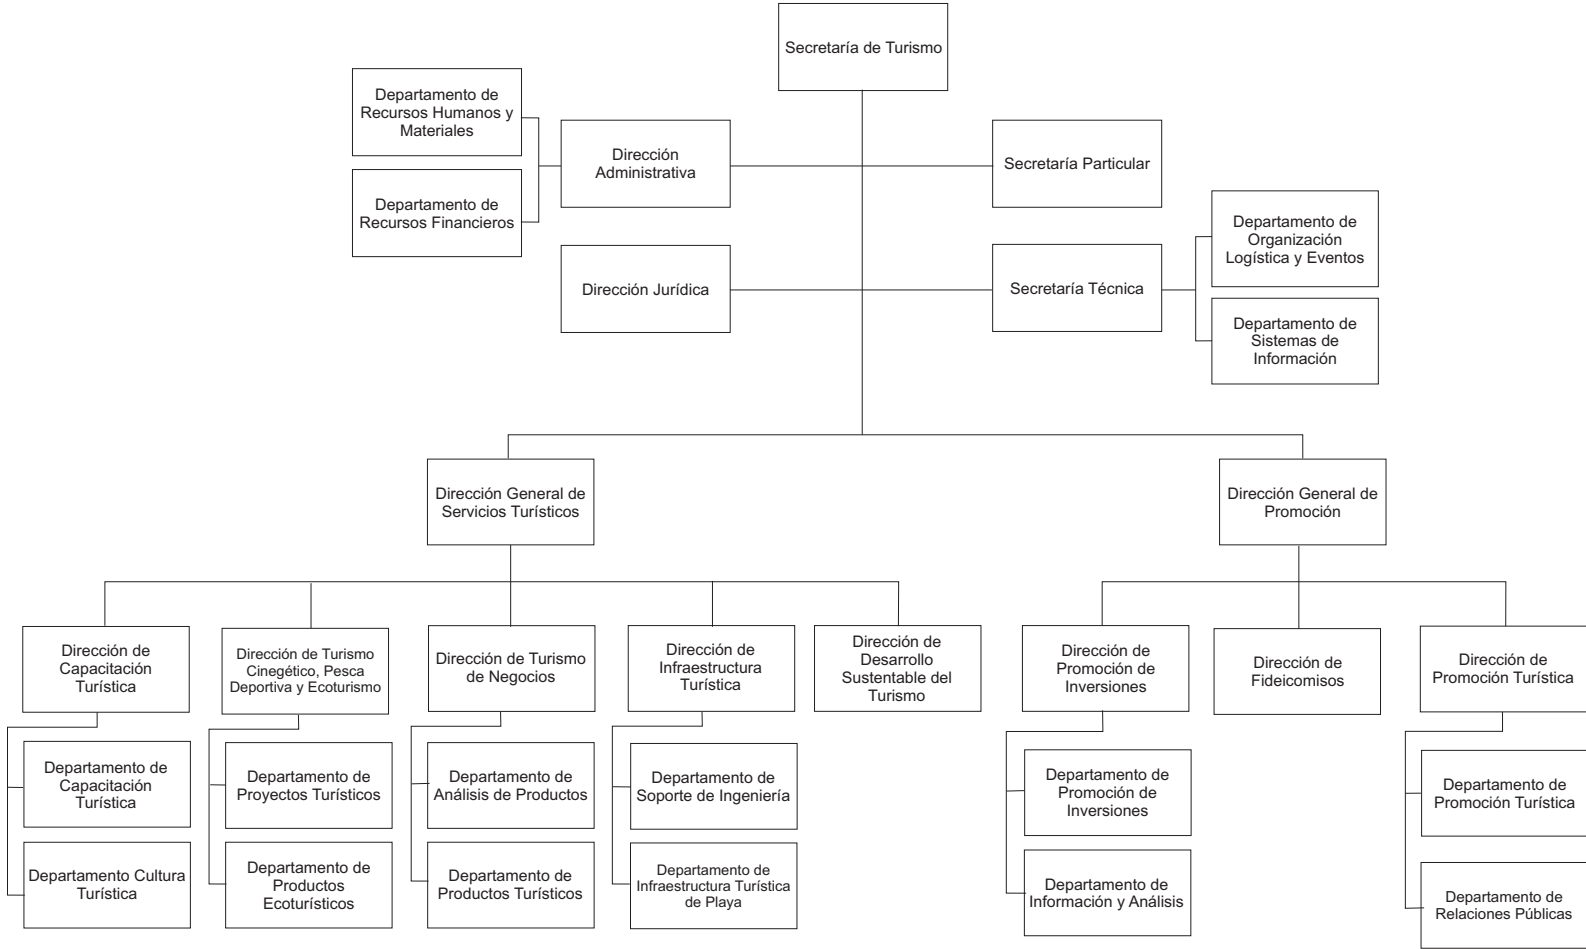 Secretaría de Turismo
Departamento de
Recursos Humanos y
Materiales
Dirección
Administrativa
Secretaría Particular
Departamento de
Recursos Financieros
Departamento de
Organización
Logística y Eventos
Dirección Jurídica
Secretaría Técnica
Departamento de
Sistemas de
Información
Dirección General de
Servicios Turísticos
Dirección General de
Promoción
Dirección de
Capacitación
Turística
Dirección de Turismo
Cinegético, Pesca
Deportiva y Ecoturismo
Dirección de Turismo
de Negocios
Dirección de
Infraestructura
Turística
Dirección de
Desarrollo
Sustentable del
Turismo
Dirección de
Promoción de
Inversiones
Dirección de
Fideicomisos
Dirección de
Promoción Turística
Departamento de
Capacitación
Turística
Departamento de
Proyectos Turísticos
Departamento de
Análisis de Productos
Departamento de
Soporte de Ingeniería
Departamento de
Promoción de
Inversiones
Departamento de
Promoción Turística
Departamento Cultura
Turística
Departamento de
Productos
Ecoturísticos
Departamento de
Productos Turísticos
Departamento de
Infraestructura Turística
de Playa
Departamento de
Información y Análisis
Departamento de
Relaciones Públicas